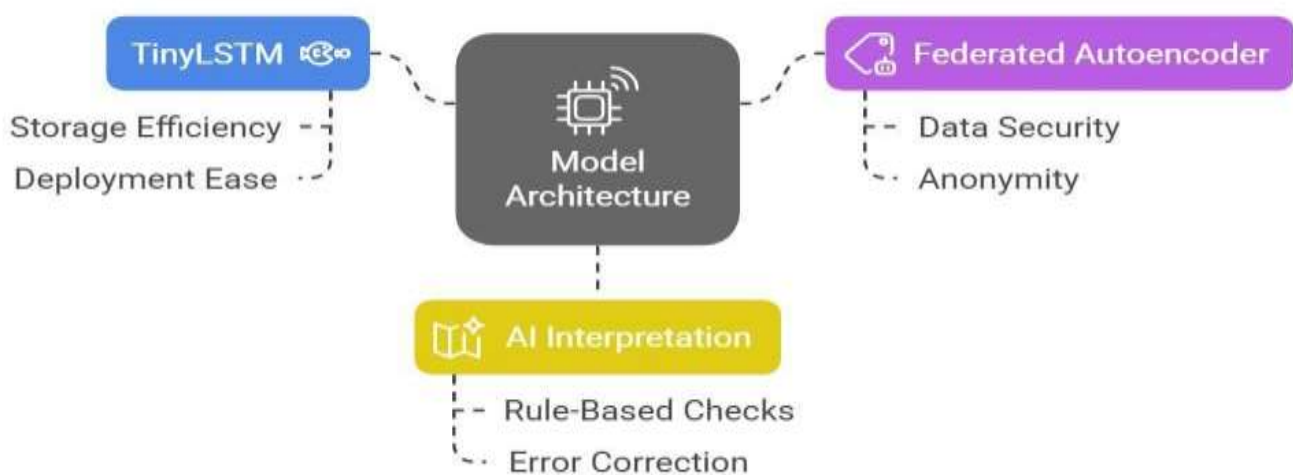 TinyLSTM
Storage Efficiency
Deployment Ease
Model
Architecture
Federated Autoencoder
Data Security
Anonymity
AI Interpretation
Rule-Based Checks
Error Correction